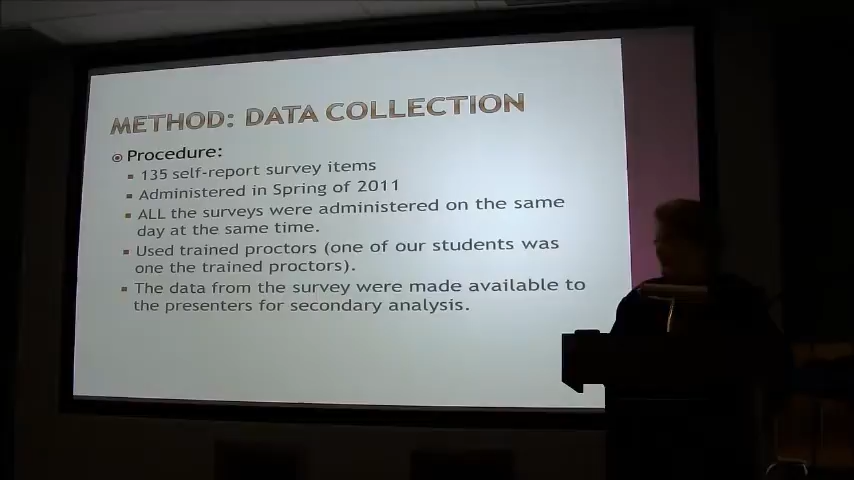 METHOD: DATA COLLECTION
Procedure:
135 self-report survey items
Administered in Spring of 2011
ALL the surveys were administered on the same
day at the same time.
Used trained proctors (one of our students was
one the trained proctors).
The data from the survey were made available to
the presenters for secondary analysis.